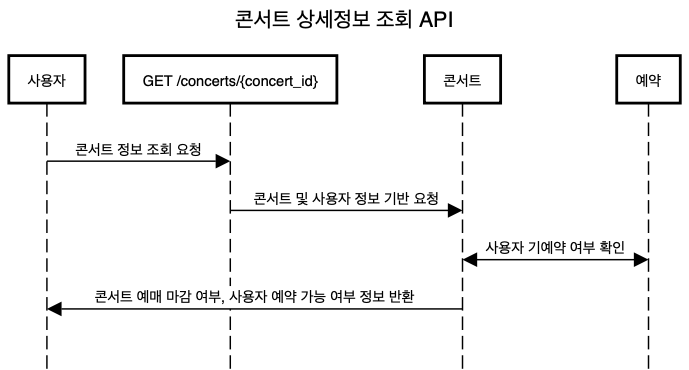 콘서트 상세정보 조회 API
사용자
GET /concerts/{concert_id}
콘서트
예약
콘서트 정보 조회 요청
콘서트 및 사용자 정보 기반 요청
사용자 기예약 여부 확인
콘서트 예매 마감 여부, 사용자 예약 가능 여부 정보 반환